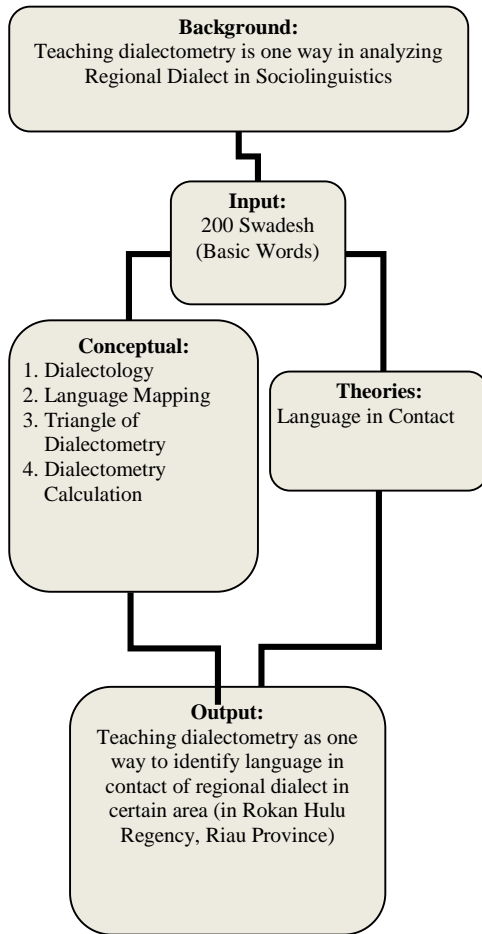 Background:
Teaching dialectometry is one way in analyzing
Regional Dialect in Sociolinguistics
Input:
200 Swadesh
(Basic Words)
Conceptual:
1. Dialectology
2. Language Mapping
3. Triangle of
Dialectometry
4. Dialectometry
Calculation
Theories:
Language in Contact
Output:
Teaching dialectometry as one
way to identify language in
contact of regional dialect in
certain area (in Rokan Hulu
Regency, Riau Province)